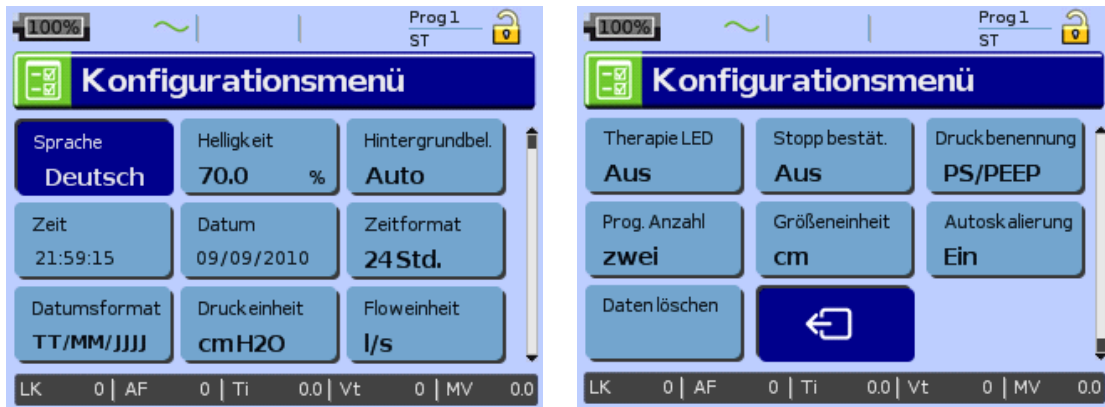 100%
Prog 1
ST
Konfigurationsmenü
Sprache
Deutsch
Helligkeit
70.0 %
Hintergrundbel.
Auto
Zeit
21:59:15
Datum
09/09/2010
Zeitformat
24 Std.
Datumsformat
TT/MM/JJJJ
Druckeinheit
cmH2O
Floweinheit
l/s
LK 0 | AF 0 | Ti 0.0 | Vt 0 | MV 0.0
100%
Prog 1
ST
Konfigurationsmenü
Therapie LED
Aus
Stopp bestät.
Aus
Druckbenennung
PS/PEEP
Prog. Anzahl
zwei
Größeneinheit
cm
Autoskalierung
Ein
Daten löschen
LK 0 | AF 0 | Ti 0.0 | Vt 0 | MV 0.0